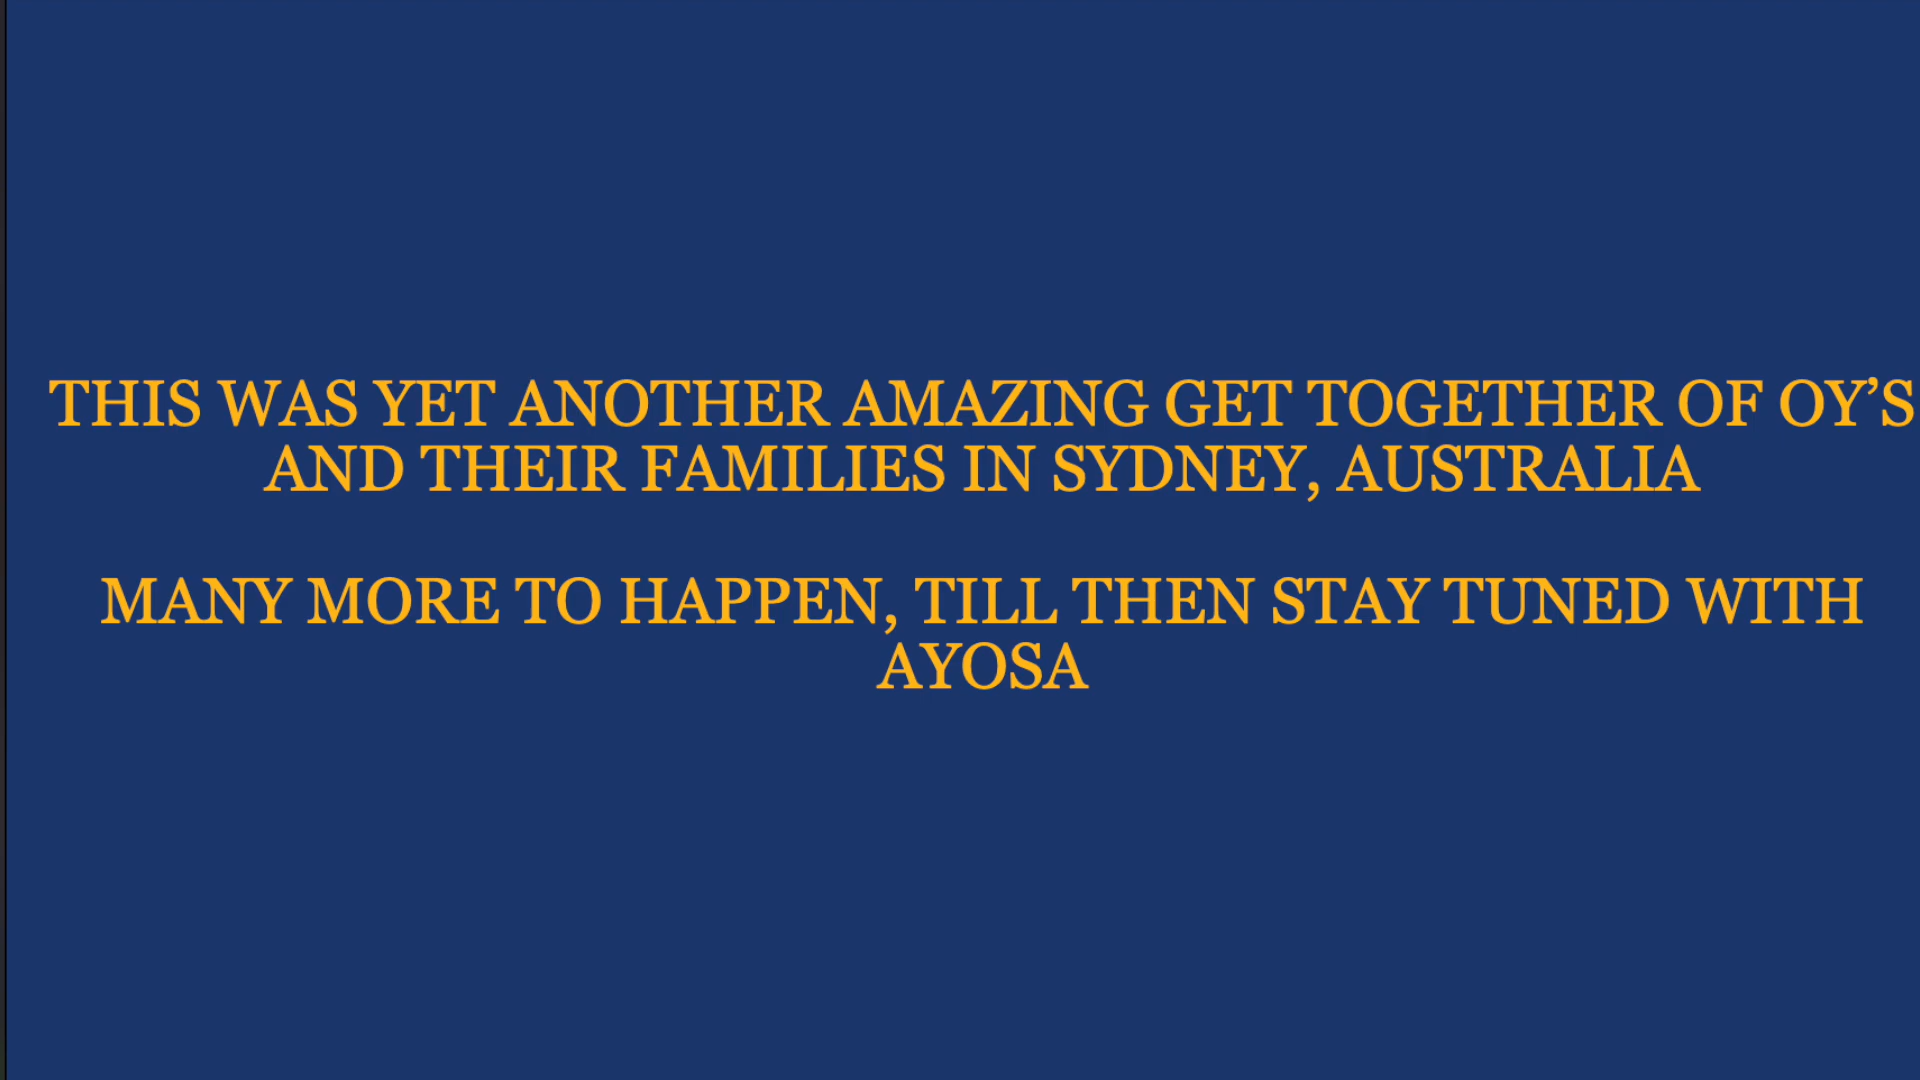 THIS WAS YET ANOTHER AMAZING GET TOGETHER OF OY’S
AND THEIR FAMILIES IN SYDNEY, AUSTRALIA
MANY MORE TO HAPPEN, TILL THEN STAY TUNED WITH
AYOSA